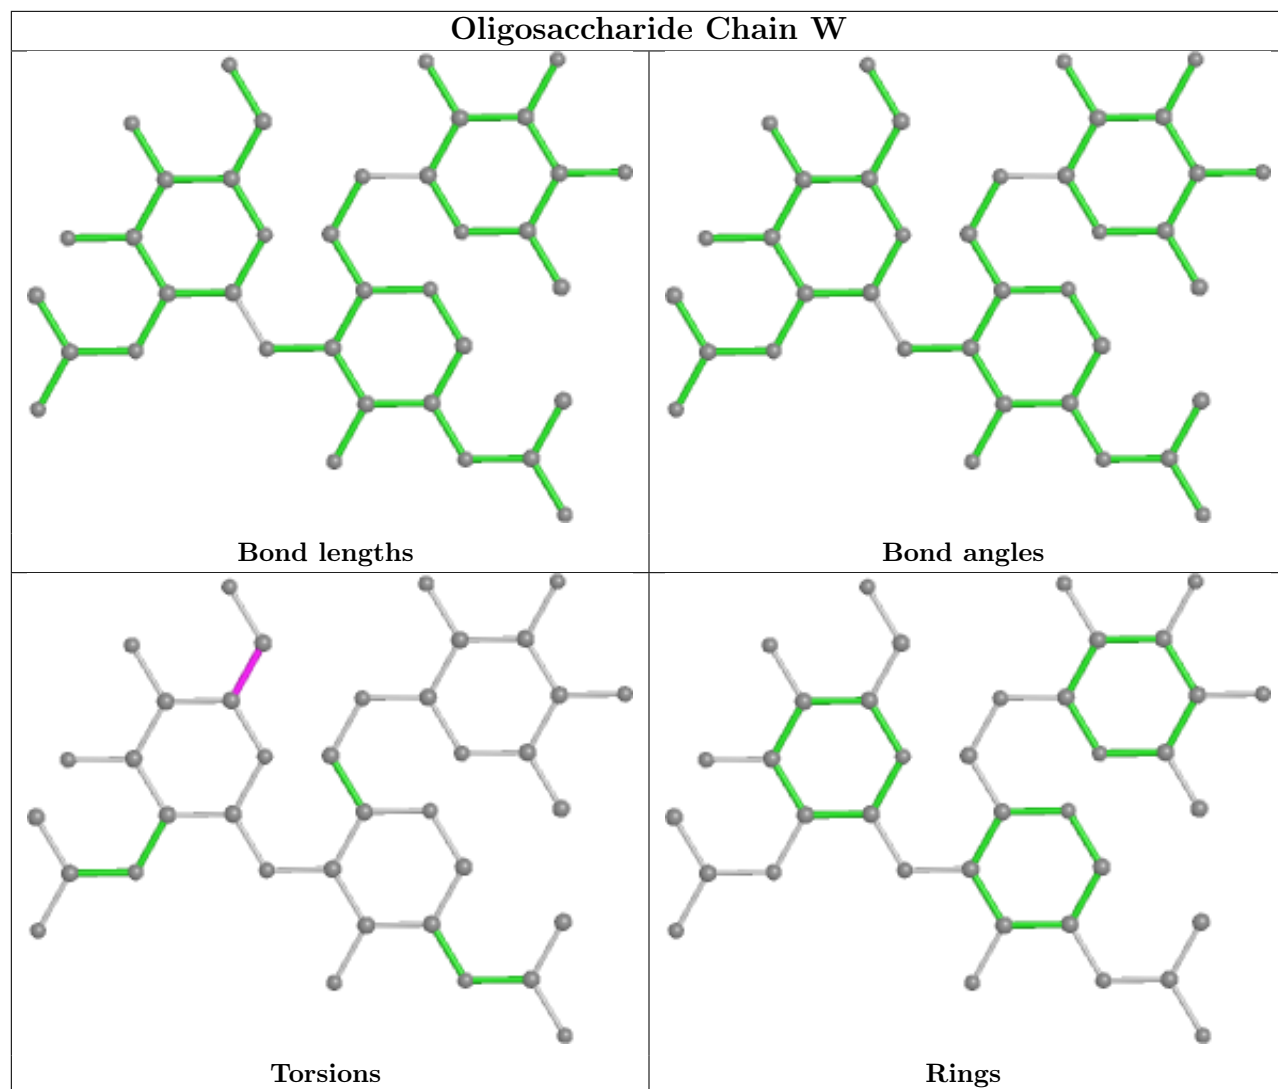 Oligosaccharide Chain W
Bond lengths
Bond angles
Torsions
Rings